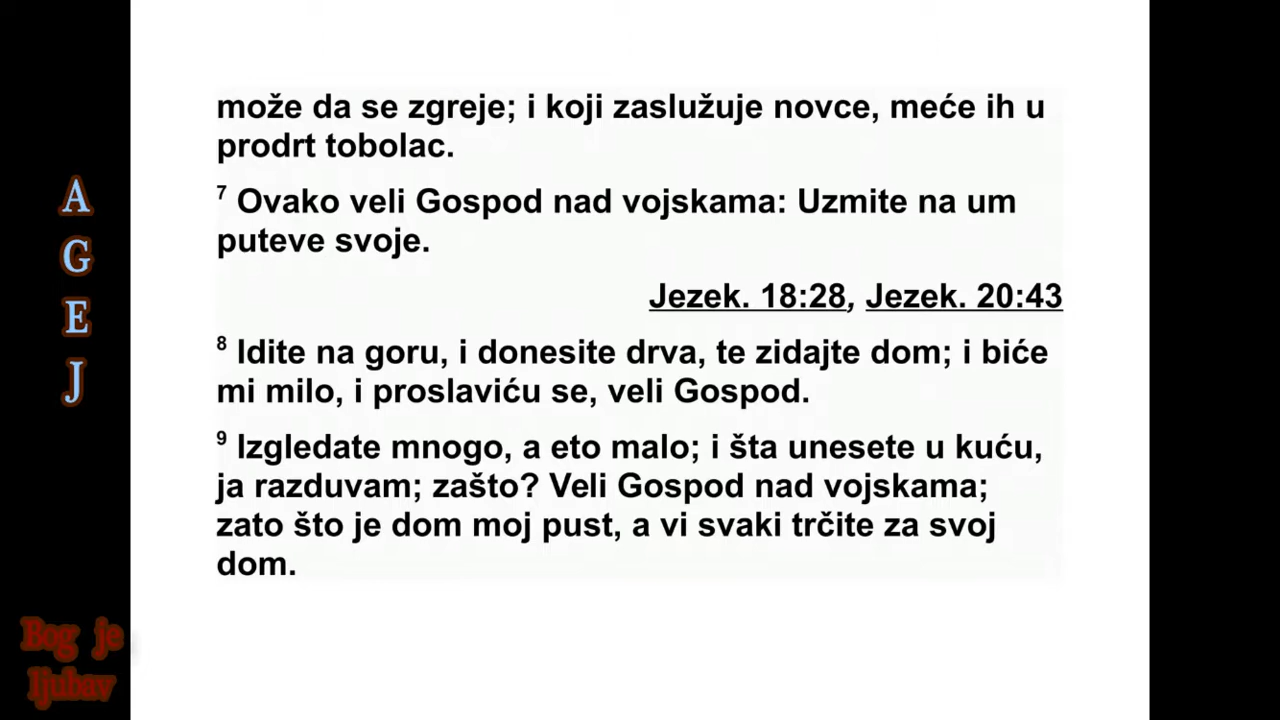 može da se zgreje; i koji zaslužuje novce, meće ih u
prodrt tobolac.
7 Ovako veli Gospod nad vojskama: Uzmite na um
puteve svoje.
Jezek. 18:28, Jezek. 20:43
8 Idite na goru, i donesite drva, te zidajte dom; i biće
mi milo, i proslaviću se, veli Gospod.
9 Izgledate mnogo, a eto malo; i šta unesete u kuću,
ja razduvam; zašto? Veli Gospod nad vojskama;
zato što je dom moj pust, a vi svaki trčite za svoj
dom.
A
G
E
J
Bog je
ljubav